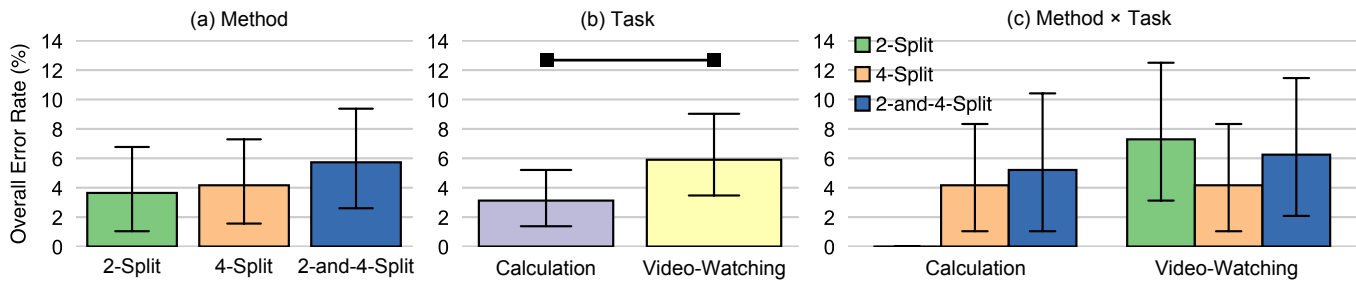 (a) Method
(b) Task
(c) Method × Task
Overall Error Rate (%)
14
12
10
8
6
4
2
0
2-Split
4-Split
2-and-4-Split
14
12
10
8
6
4
2
0
Calculation
Video-Watching
14
12
10
8
6
4
2
0
2-Split
4-Split
2-and-4-Split
Calculation
Video-Watching